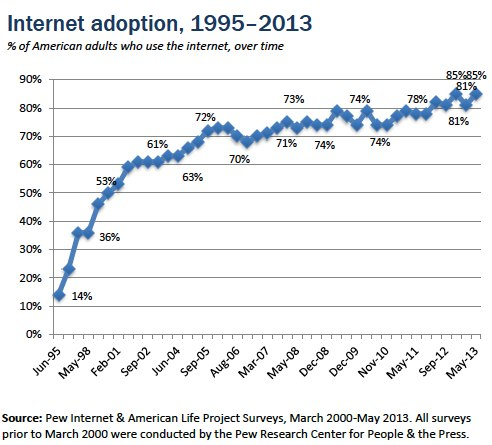 Internet adoption, 1995–2013
% of American adults who use the internet, over time
90%
80%
70%
60%
50%
40%
30%
20%
10%
0%
14%
36%
53%
61%
63%
72%
70%
73%
71%
74%
74%
74%
78%
85%
85%
81%
81%
Jun-95
May-98
Feb-01
Sep-02
Jun-04
Sep-05
Aug-06
Mar-07
May-08
Dec-08
Dec-09
Nov-10
May-11
Sep-12
May-13
Source: Pew Internet & American Life Project Surveys, March 2000-May 2013. All surveys
prior to March 2000 were conducted by the Pew Research Center for People & the Press.